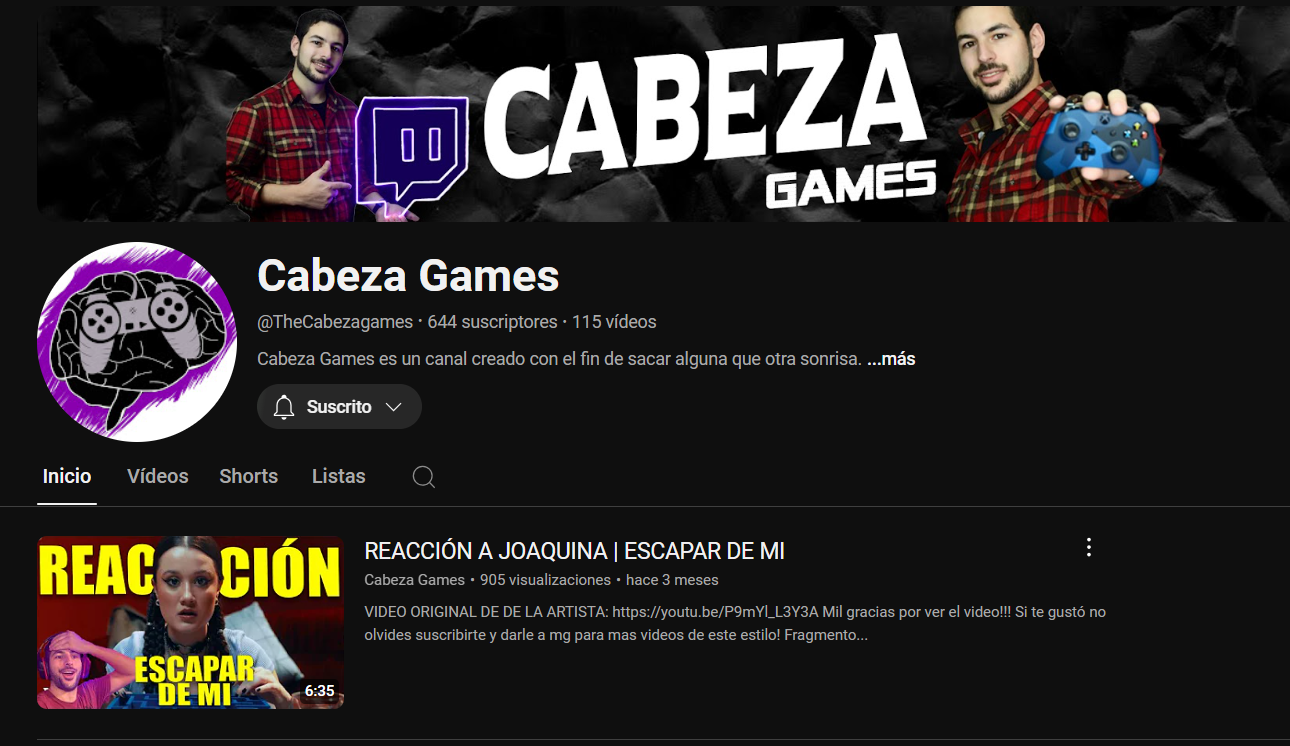 CABEZA
GAMES
Cabeza Games
@TheCabezagames · 644 suscriptores · 115 vídeos
Cabeza Games es un canal creado con el fin de sacar alguna que otra sonrisa. ...más
Suscrito
Inicio Vídeos Shorts Listas
REACCIÓN
ESCAPAR
DE MI
6:35
REACCIÓN A JOAQUINA | ESCAPAR DE MI
Cabeza Games • 905 visualizaciones • hace 3 meses
VIDEO ORIGINAL DE DE LA ARTISTA: https://youtu.be/P9mYl_L3Y3A Mil gracias por ver el video!!! Si te gustó no
olvides suscribirte y darle a mg para mas videos de este estilo! Fragmento...